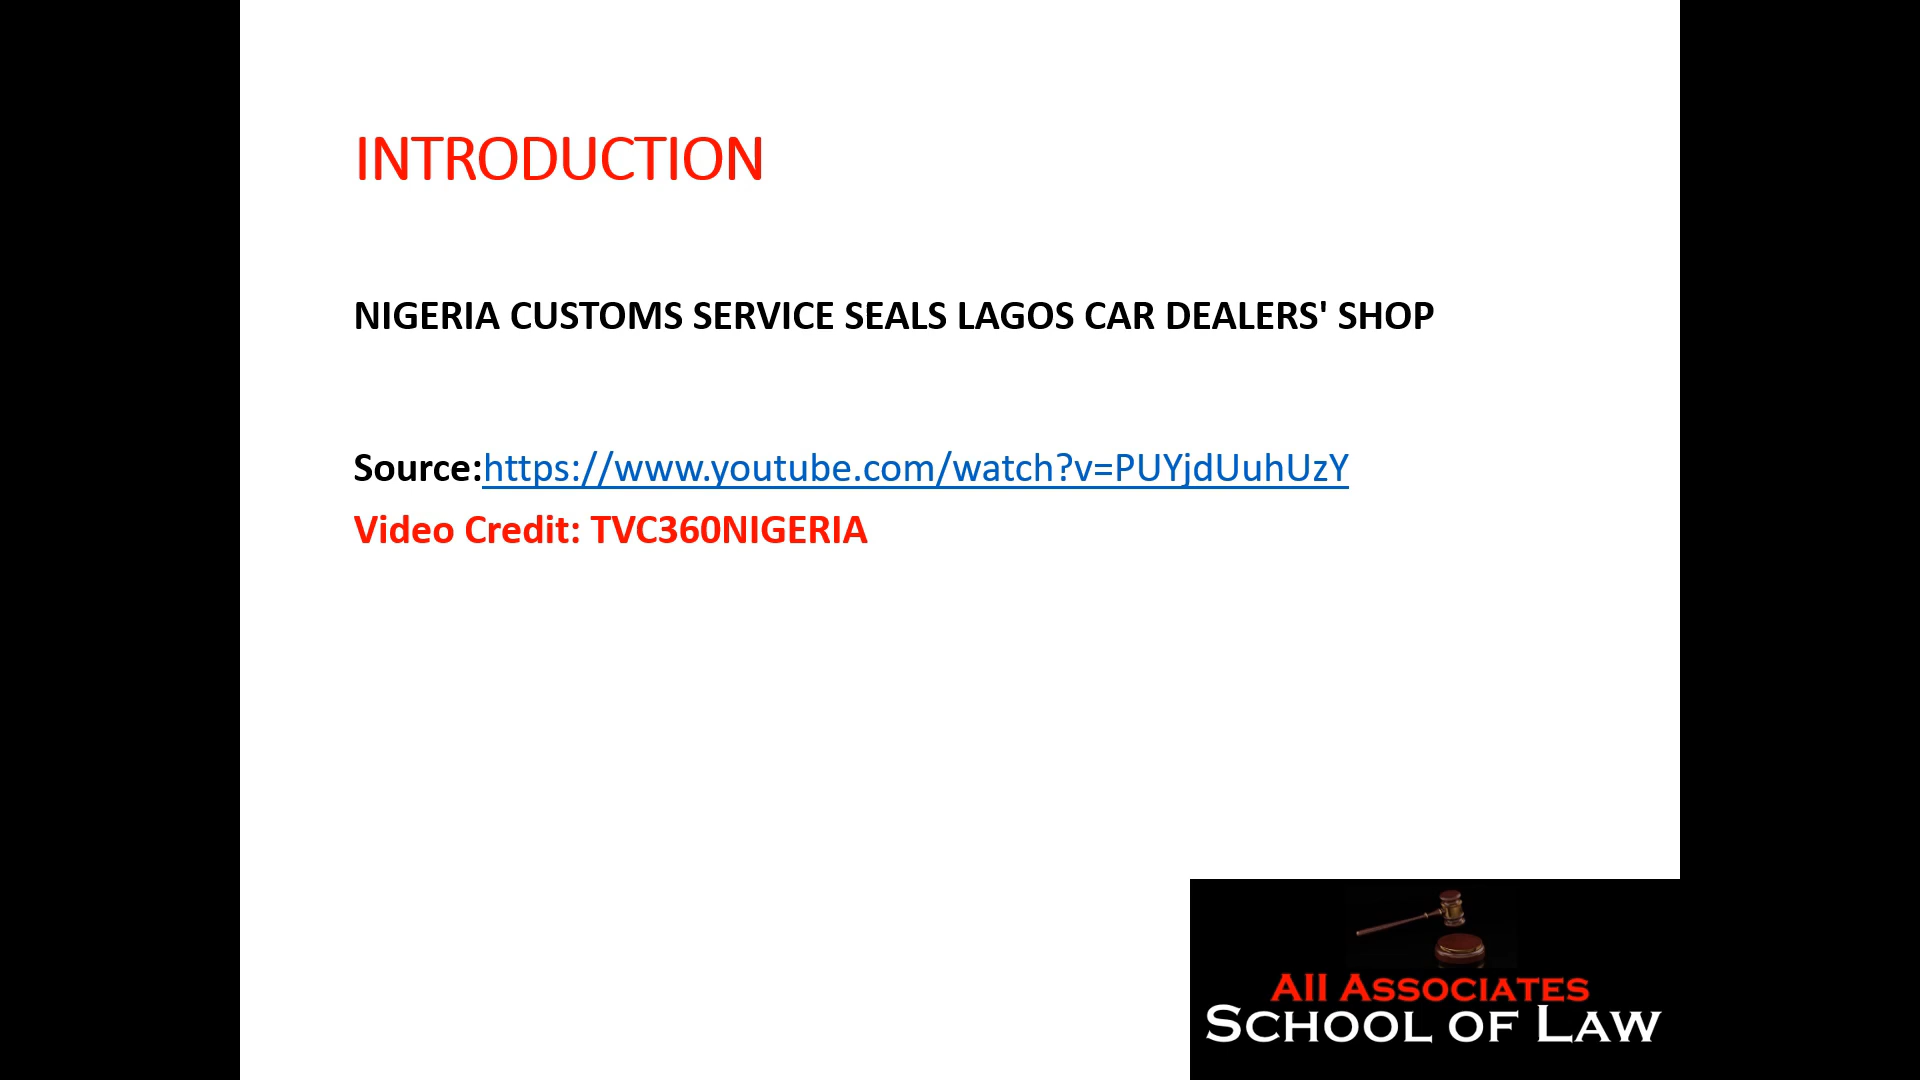 INTRODUCTION
NIGERIA CUSTOMS SERVICE SEALS LAGOS CAR DEALERS' SHOP
Source:https://www.youtube.com/watch?v=PUYjdUuhUzY
Video Credit: TVC360NIGERIA
AII ASSOCIATES
SCHOOL OF LAW